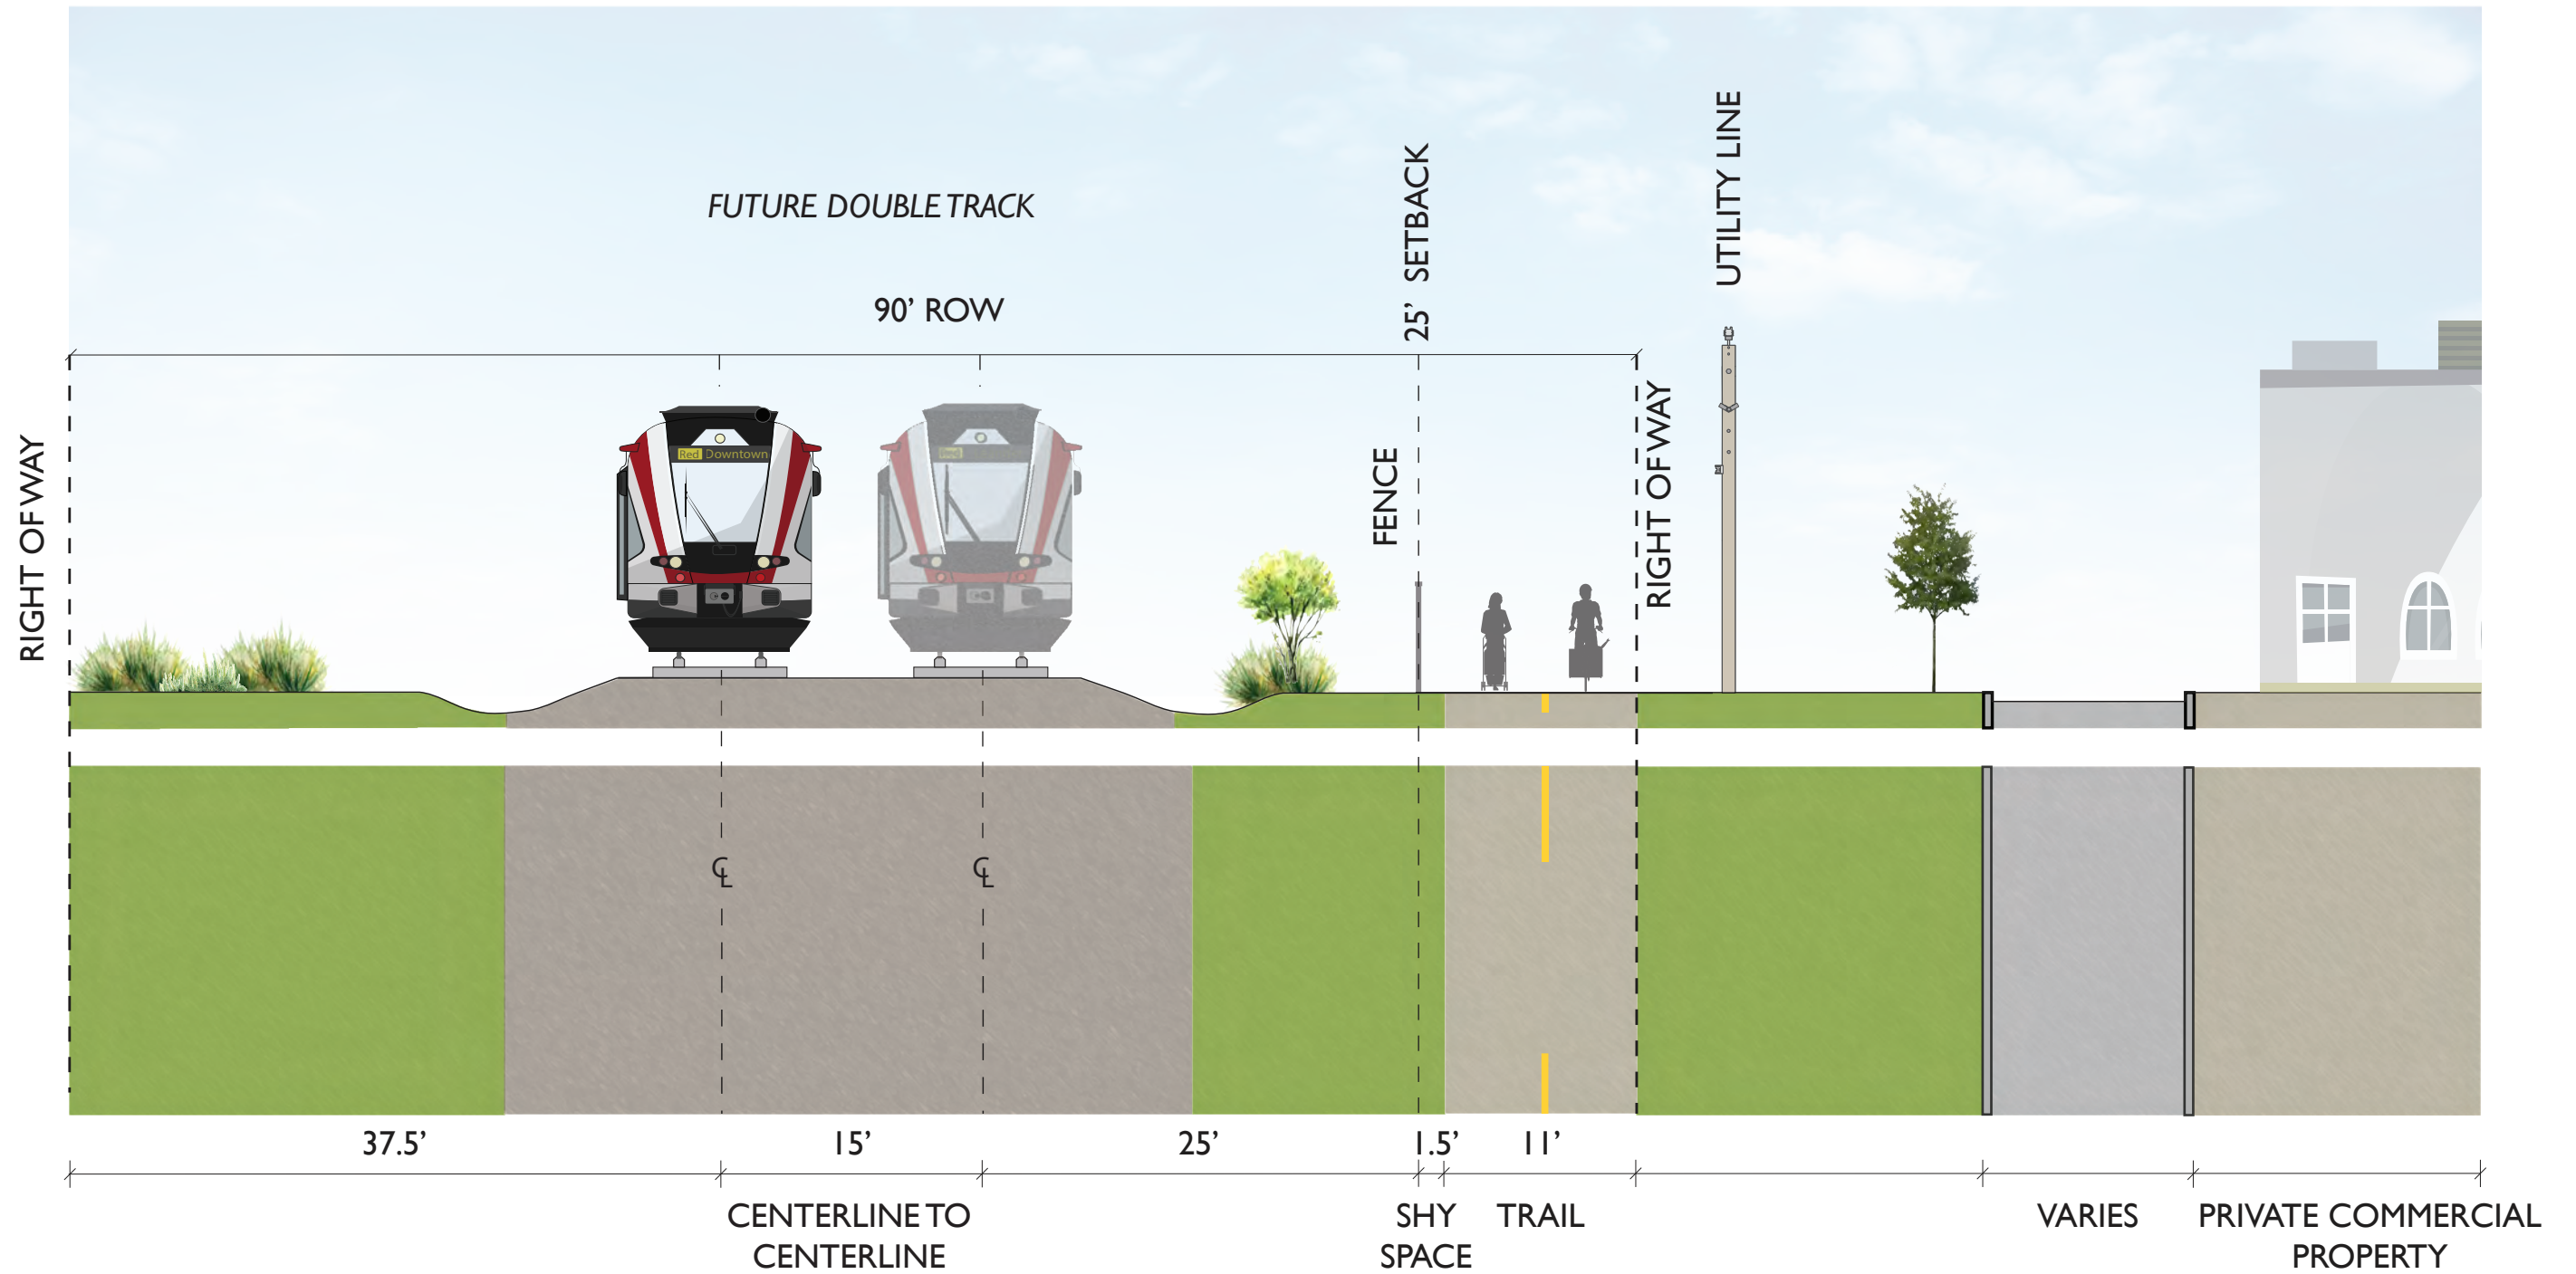 FUTURE DOUBLE TRACK
90’ ROW
25’ SETBACK
UTILITY LINE
RIGHT OF WAY
FENCE
RIGHT OF WAY
Red Downtown
℄
℄
37.5’
15’
25’
1.5’
11’
CENTERLINE TO
CENTERLINE
SHY
SPACE
TRAIL
VARIES
PRIVATE COMMERCIAL
PROPERTY